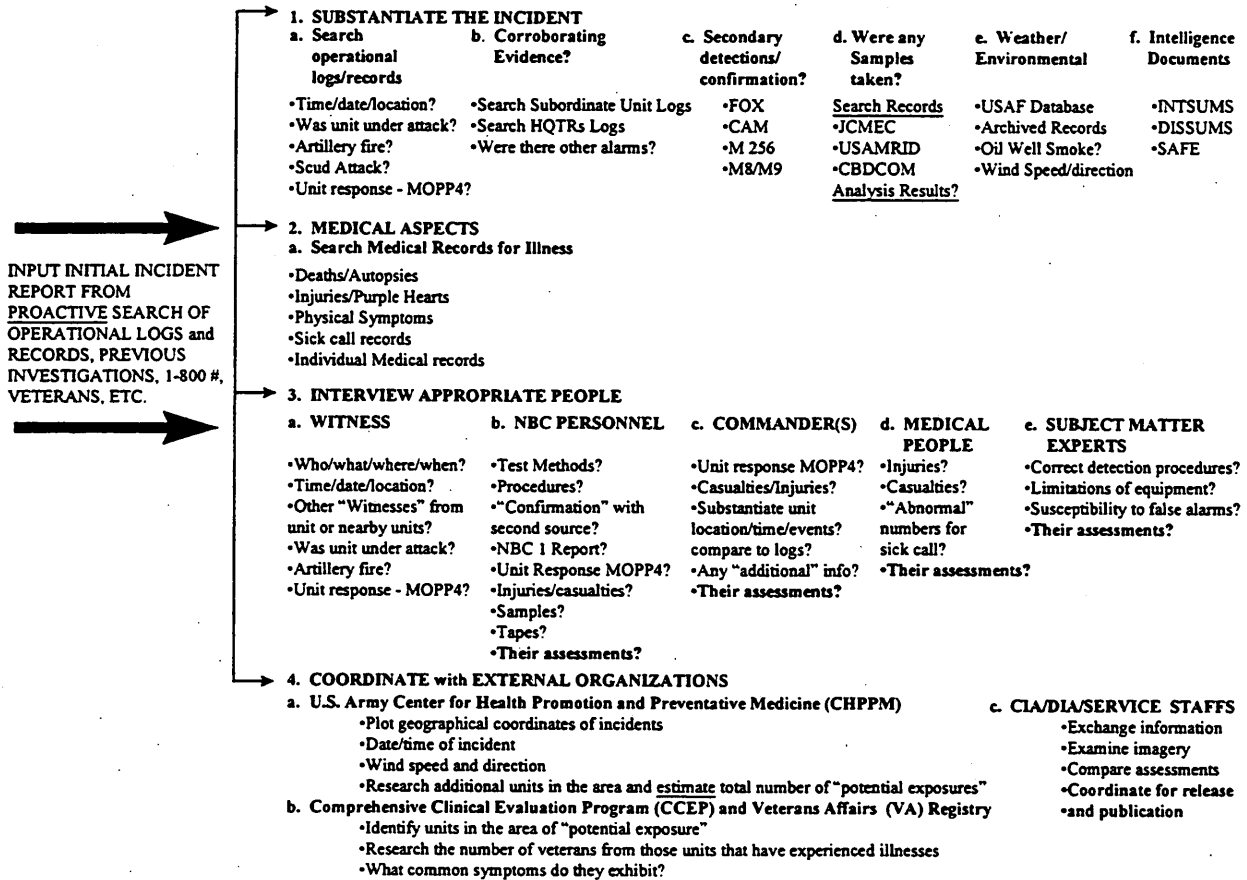 1. SUBSTANTIATE THE INCIDENT
a. Search operational logs/records
•Time/date/location?
•Was unit under attack?
•Artillery fire?
•Scud Attack?
•Unit response - MOPP4?
b. Corroborating Evidence?
•Search Subordinate Unit Logs
•Search HQTRs Logs
•Were there other alarms?
c. Secondary detections/confirmation?
•FOX
•CAM
•M 256
•M8/M9
d. Were any Samples taken?
Search Records
•JCMEC
•USAMRID
•CBDCOM
Analysis Results?
e. Weather/Environmental
•USAF Database
•Archived Records
•Oil Well Smoke?
•Wind Speed/direction
f. Intelligence Documents
•INTSUMS
•DISSUMS
•SAFE
INPUT INITIAL INCIDENT
REPORT FROM
PROACTIVE SEARCH OF
OPERATIONAL LOGS and
RECORDS, PREVIOUS
INVESTIGATIONS, 1-800 #,
VETERANS, ETC.
2. MEDICAL ASPECTS
a. Search Medical Records for Illness
•Deaths/Autopsies
•Injuries/Purple Hearts
•Physical Symptoms
•Sick call records
•Individual Medical records
3. INTERVIEW APPROPRIATE PEOPLE
a. WITNESS
•Who/what/where/when?
•Time/date/location?
•Other "Witnesses" from
unit or nearby units?
•Was unit under attack?
•Artillery fire?
•Unit response - MOPP4?
b. NBC PERSONNEL
•Test Methods?
•Procedures?
•"Confirmation" with
second source?
•NBC 1 Report?
•Unit Response MOPP4?
•Injuries/casualties?
•Samples?
•Tapes?
•Their assessments?
c. COMMANDER(S)
•Unit response MOPP4?
•Casualties/Injuries?
•Substantiate unit
location/time/events?
compare to logs?
•Any "additional" info?
•Their assessments?
d. MEDICAL
PEOPLE
•Injuries?
•Casualties?
•"Abnormal"
numbers for
sick call?
•Their assessments?
e. SUBJECT MATTER
EXPERTS
•Correct detection procedures?
•Limitations of equipment?
•Susceptibility to false alarms?
•Their assessments?
4. COORDINATE with EXTERNAL ORGANIZATIONS
a. U.S. Army Center for Health Promotion and Preventative Medicine (CHPPM)
•Plot geographical coordinates of incidents
•Date/time of incident
•Wind speed and direction
•Research additional units in the area and estimate total number of "potential exposures"
b. Comprehensive Clinical Evaluation Program (CCEP) and Veterans Affairs (VA) Registry
•Identify units in the area of "potential exposure"
•Research the number of veterans from those units that have experienced illnesses
•What common symptoms do they exhibit?
c. CIA/DIA/SERVICE STAFFS
•Exchange information
•Examine imagery
•Compare assessments
•Coordinate for release
•and publication